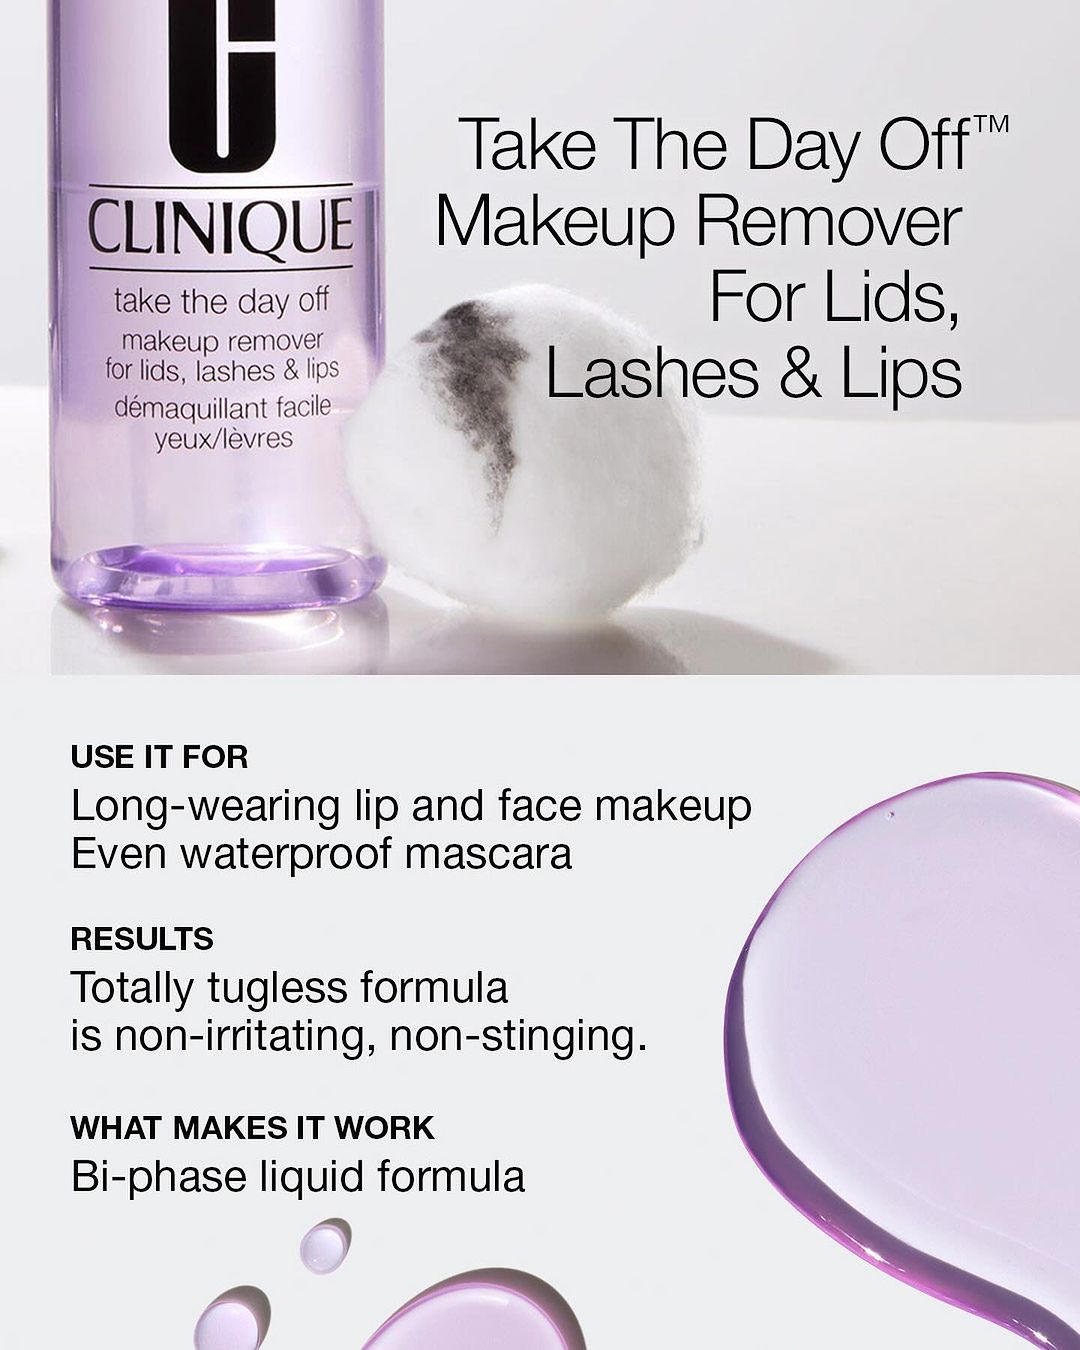 CLINIQUE
take the day off
makeup remover
for lids, lashes & lips
démaquillant facile
yeux/lèvres
Take The Day Off™
Makeup Remover
For Lids,
Lashes & Lips
USE IT FOR
Long-wearing lip and face makeup
Even waterproof mascara
RESULTS
Totally tugless formula
is non-irritating, non-stinging.
WHAT MAKES IT WORK
Bi-phase liquid formula